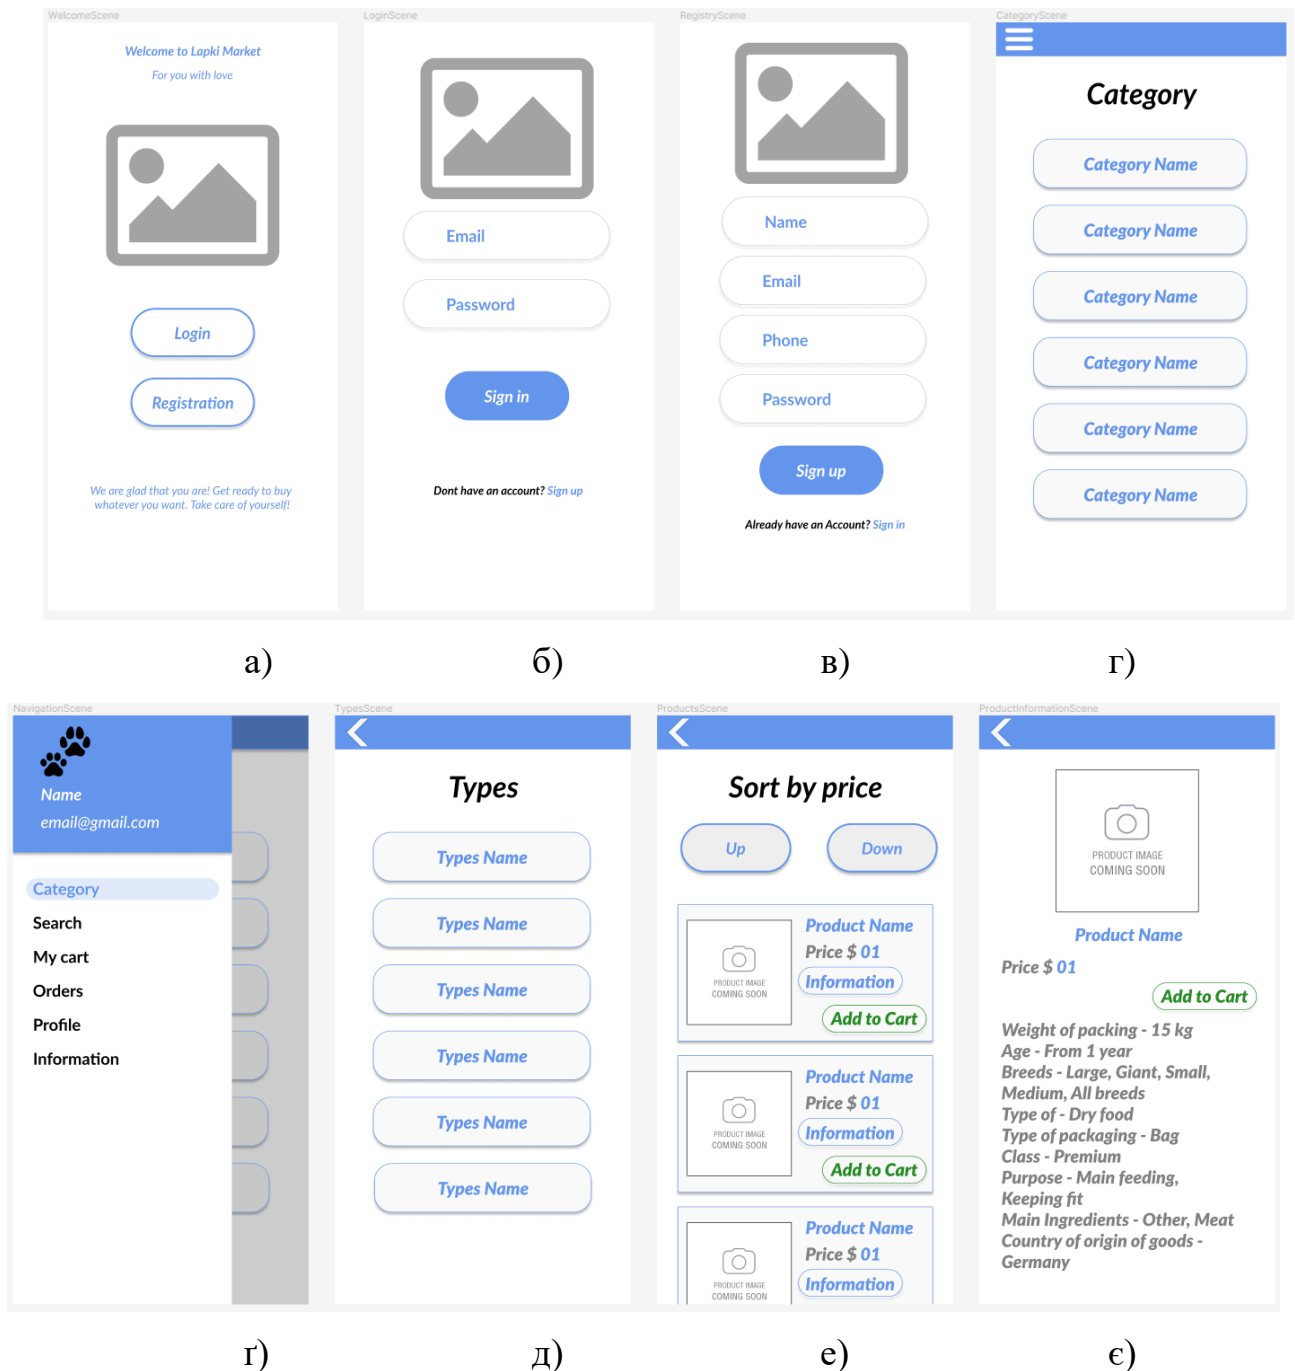 WelcomeScene
Welcome to Lapki Market
For you with love
Login
Registration
We are glad that you are! Get ready to buy
whatever you want. Take care of yourself!
LoginScene
Email
Password
Sign in
Dont have an account? Sign up
RegistryScene
Name
Email
Phone
Password
Sign up
Already have an Account? Sign in
CategoryScene
Category
Category Name
Category Name
Category Name
Category Name
Category Name
Category Name
а)
б)
в)
г)
NavigationScene
Name
email@gmail.com
Category
Search
My cart
Orders
Profile
Information
TypesScene
Types
Types Name
Types Name
Types Name
Types Name
Types Name
Types Name
ProductsScene
Sort by price
Up
Down
PRODUCT IMAGE
COMING SOON
Product Name
Price $ 01
Information
Add to Cart
PRODUCT IMAGE
COMING SOON
Product Name
Price $ 01
Information
Add to Cart
PRODUCT IMAGE
COMING SOON
Product Name
Price $ 01
Information
ProductInformationScene
PRODUCT IMAGE
COMING SOON
Product Name
Price $ 01
Add to Cart
Weight of packing - 15 kg
Age - From 1 year
Breeds - Large, Giant, Small,
Medium, All breeds
Type of - Dry food
Type of packaging - Bag
Class - Premium
Purpose - Main feeding,
Keeping fit
Main Ingredients - Other, Meat
Country of origin of goods -
Germany
ґ)
д)
е)
є)